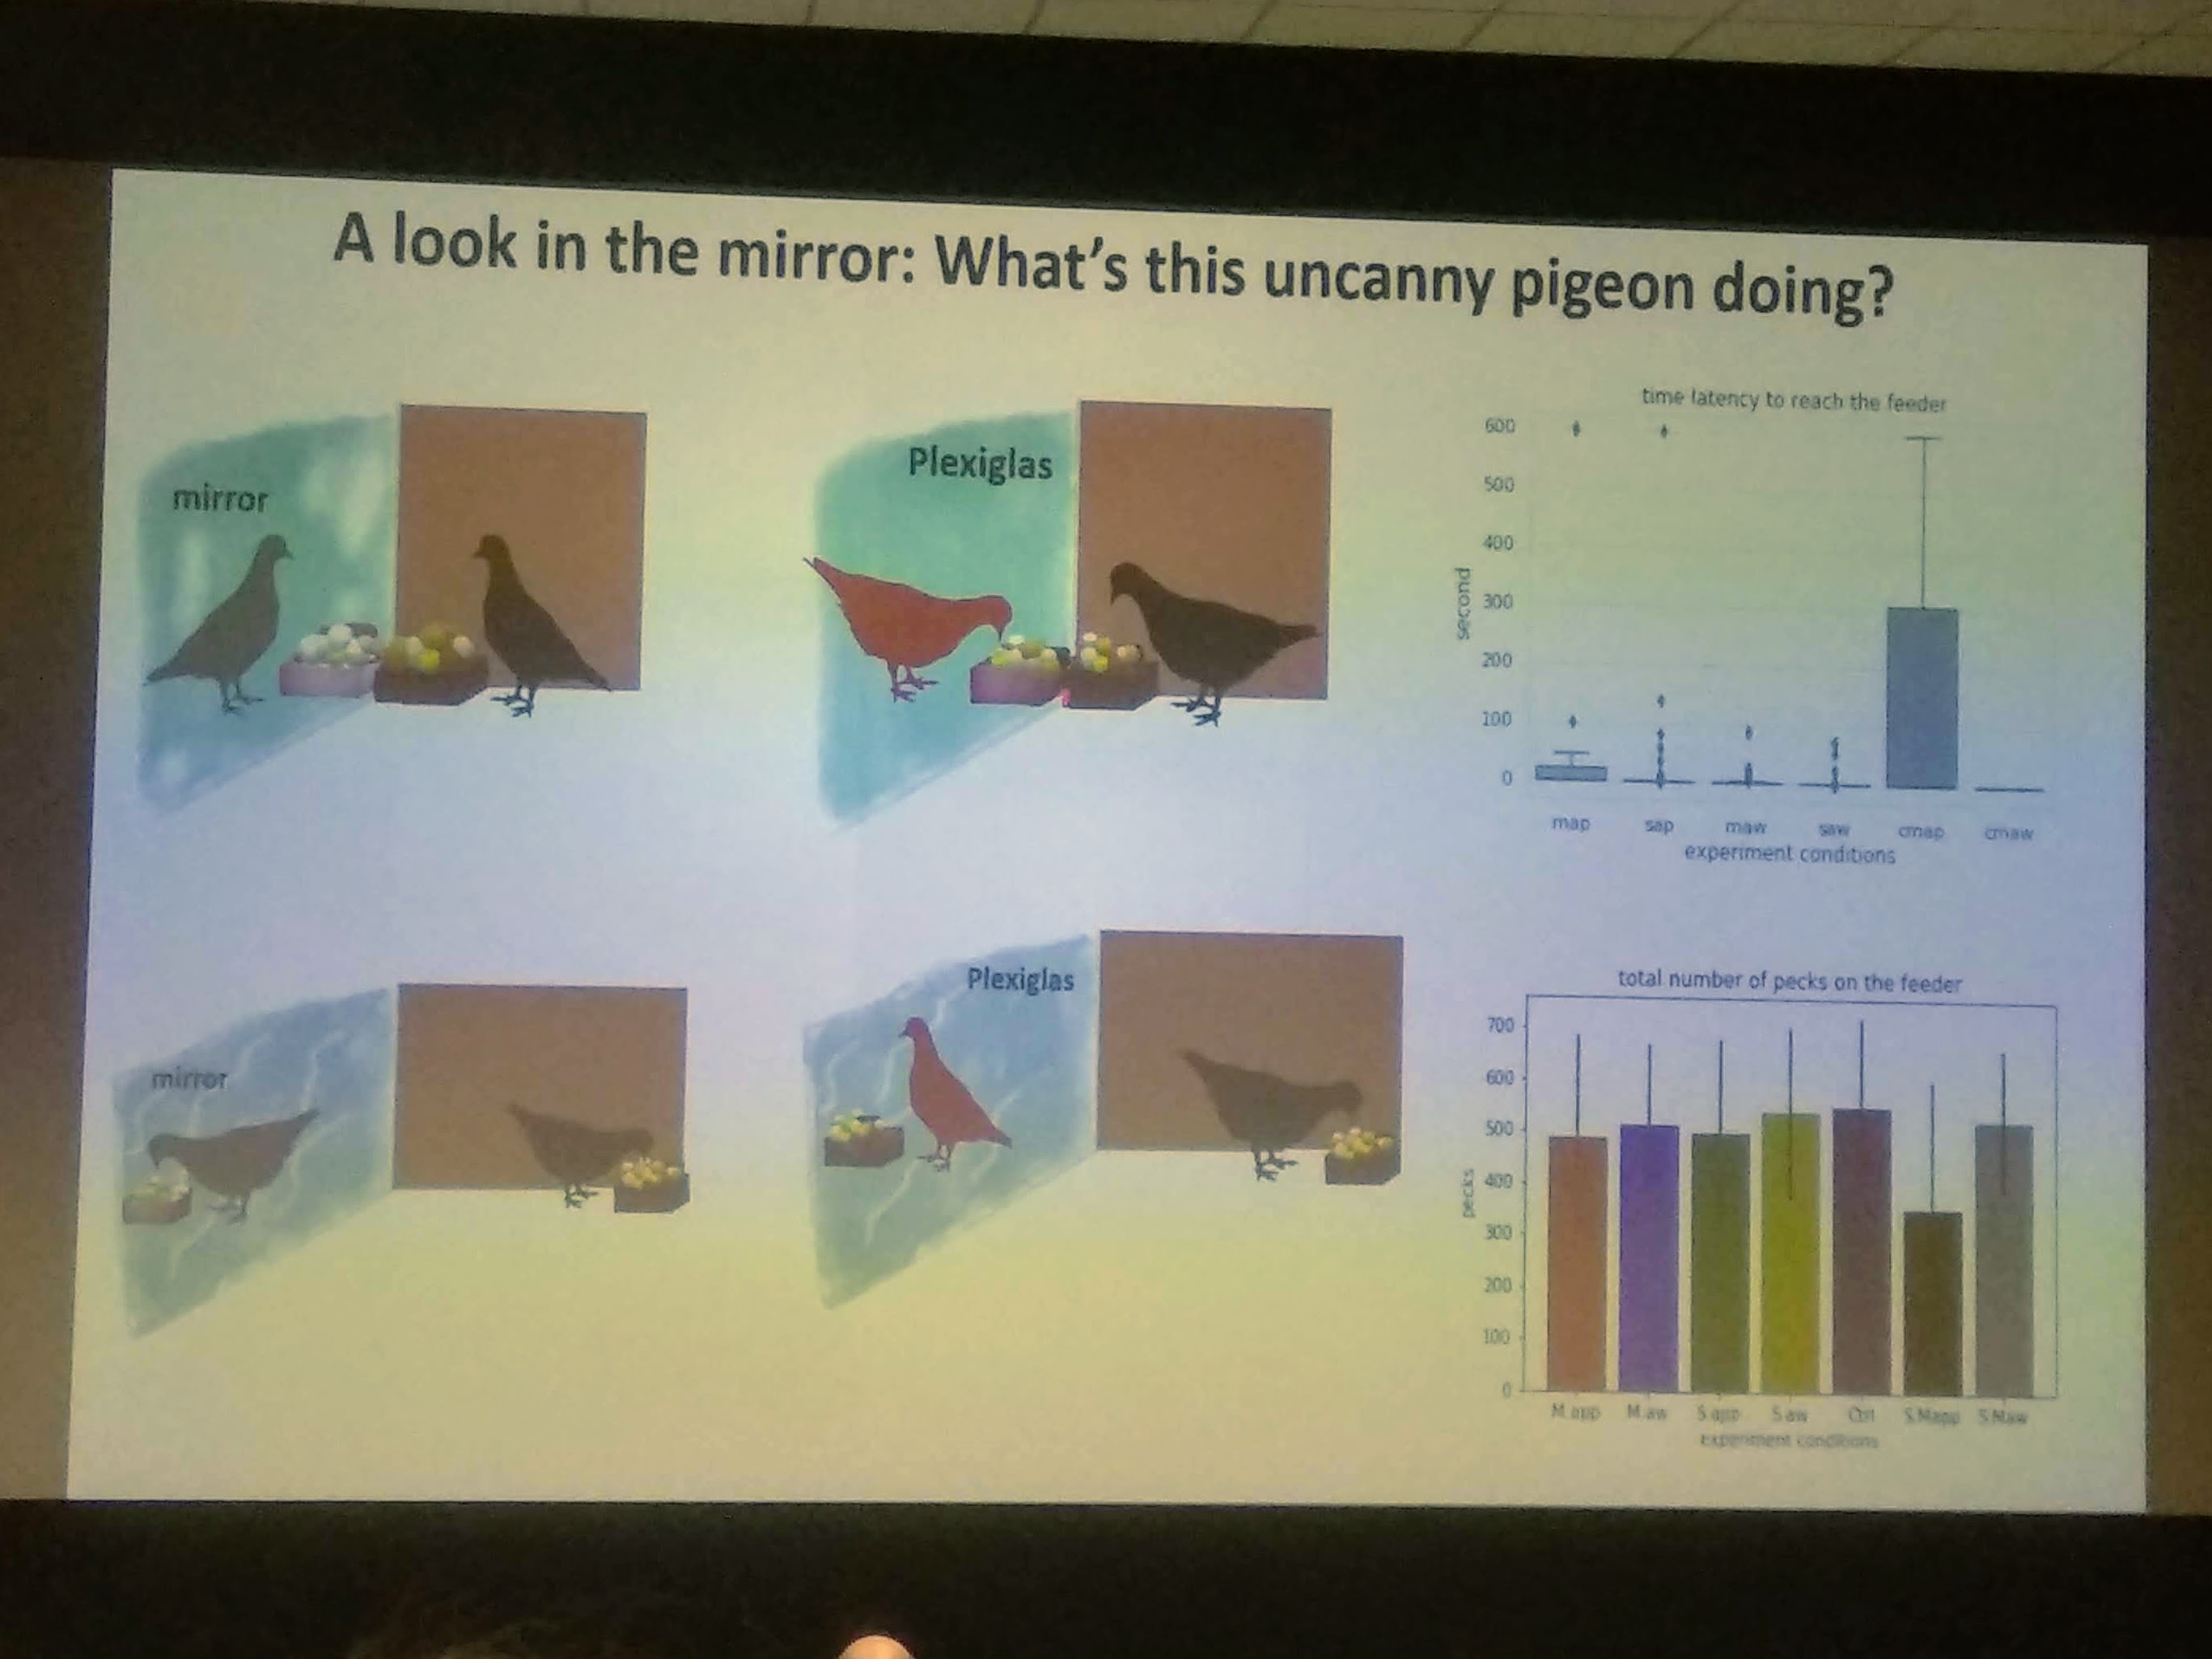 A look in the mirror: What's this uncanny pigeon doing?
mirror
Plexiglas
time latency to reach the feeder
600
500
400
300
200
100
0
second
map sap maw saw cmap cmaw
experiment conditions
mirror
Plexiglas
total number of pecks on the feeder
700
600
500
400
300
200
100
0
pecks
M.app M.aw S.app S.aw Ctrl S.Mapp S.Maw
experiment conditions